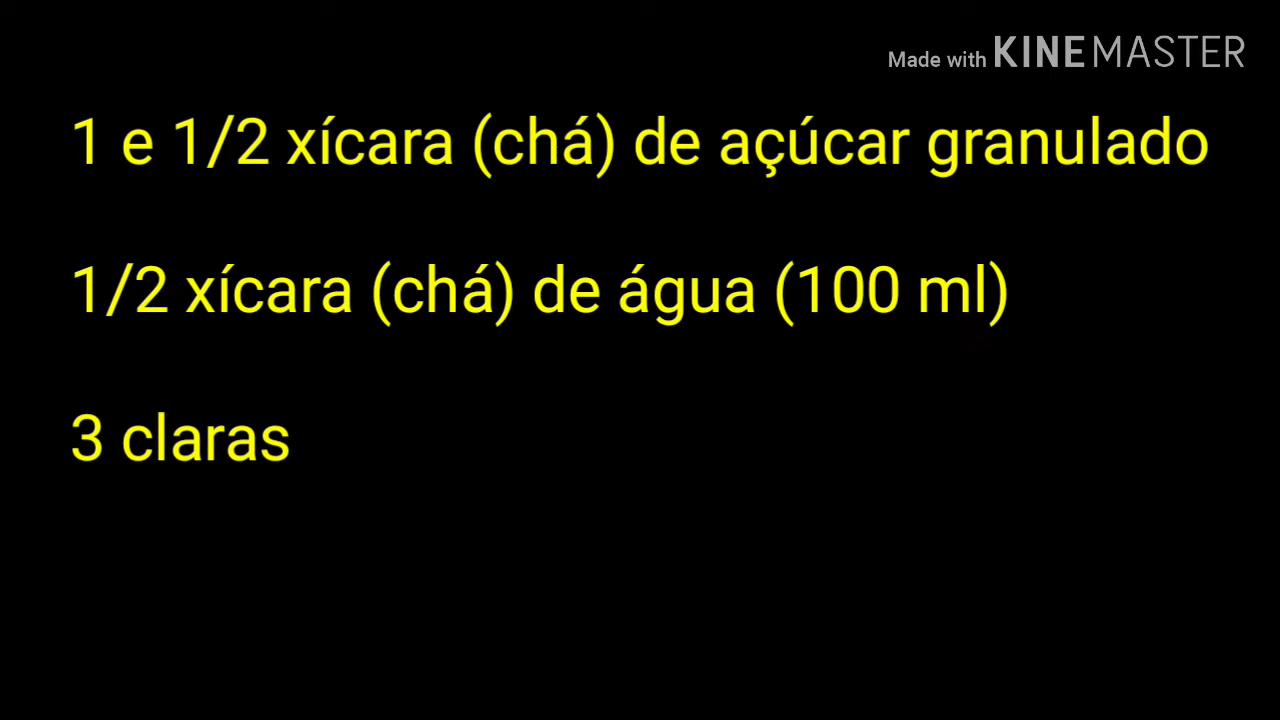 Made with KINEMASTER
1 e 1/2 xícara (chá) de açúcar granulado
1/2 xícara (chá) de água (100 ml)
3 claras